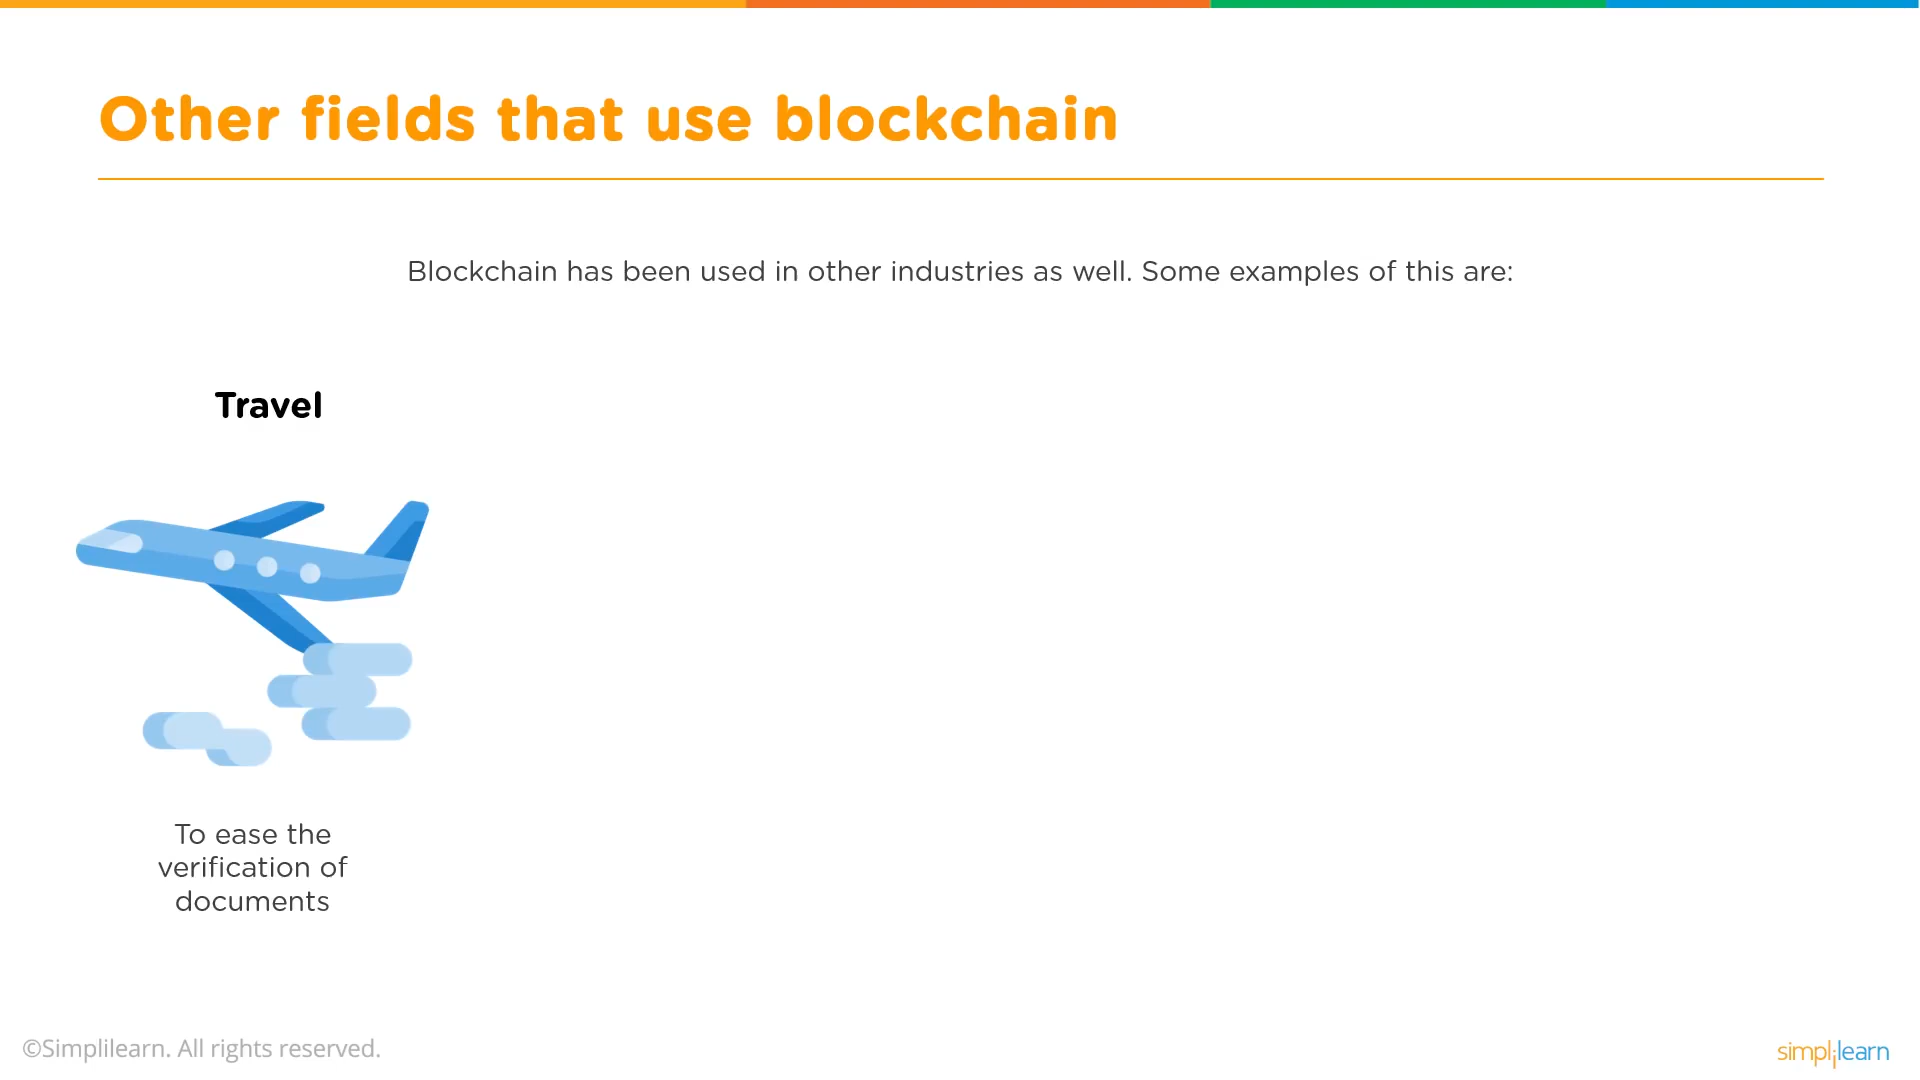 Other fields that use blockchain
Blockchain has been used in other industries as well. Some examples of this are:
Travel
To ease the
verification of
documents
©Simplilearn. All rights reserved.
simplilearn